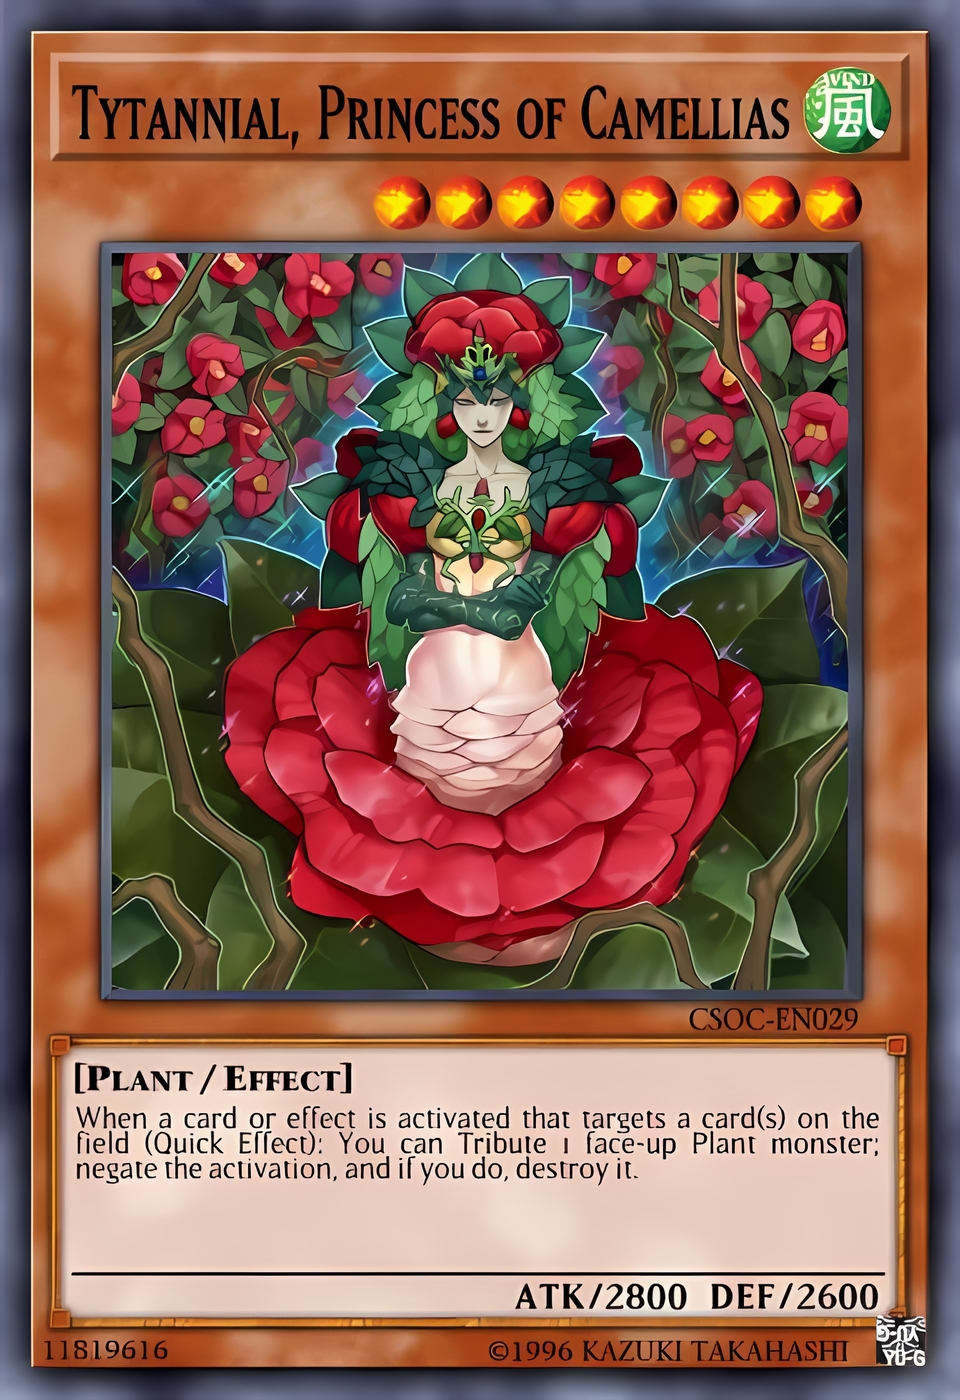 TYTANNIAL, PRINCESS OF CAMELLIAS
風
CSOC-EN029
[PLANT / EFFECT]
When a card or effect is activated that targets a card(s) on the
field (Quick Effect): You can Tribute 1 face-up Plant monster;
negate the activation, and if you do, destroy it.
ATK/2800 DEF/2600
11819616 ©1996 KAZUKI TAKAHASHI